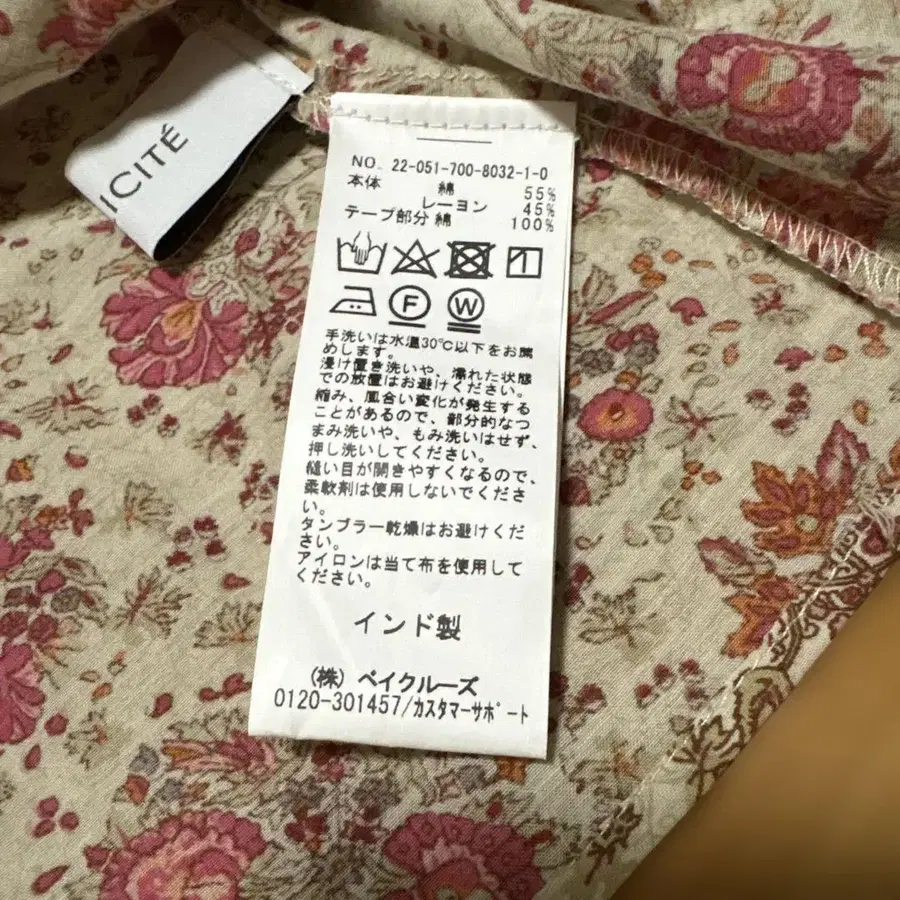 ICITÉ
NO. 22-051-700-8032-1-0
本体 綿 55%
レーヨン 45%
テープ部分 綿 100%
F W
手洗いは水温30℃以下をお薦
めします。
浸け置き洗いや、濡れた状態
での放置はお避けください。
縮み、風合い変化が発生する
ことがあるので、部分的なつ
まみ洗いや、もみ洗いはせず、
押し洗いしてください。
縫い目が開きやすくなるので、
柔軟剤は使用しないでくださ
い。
タンブラー乾燥はお避けくだ
さい。
アイロンは当て布を使用して
ください。
インド製
(株) ベイクルーズ
0120-301457/カスタマーサポート